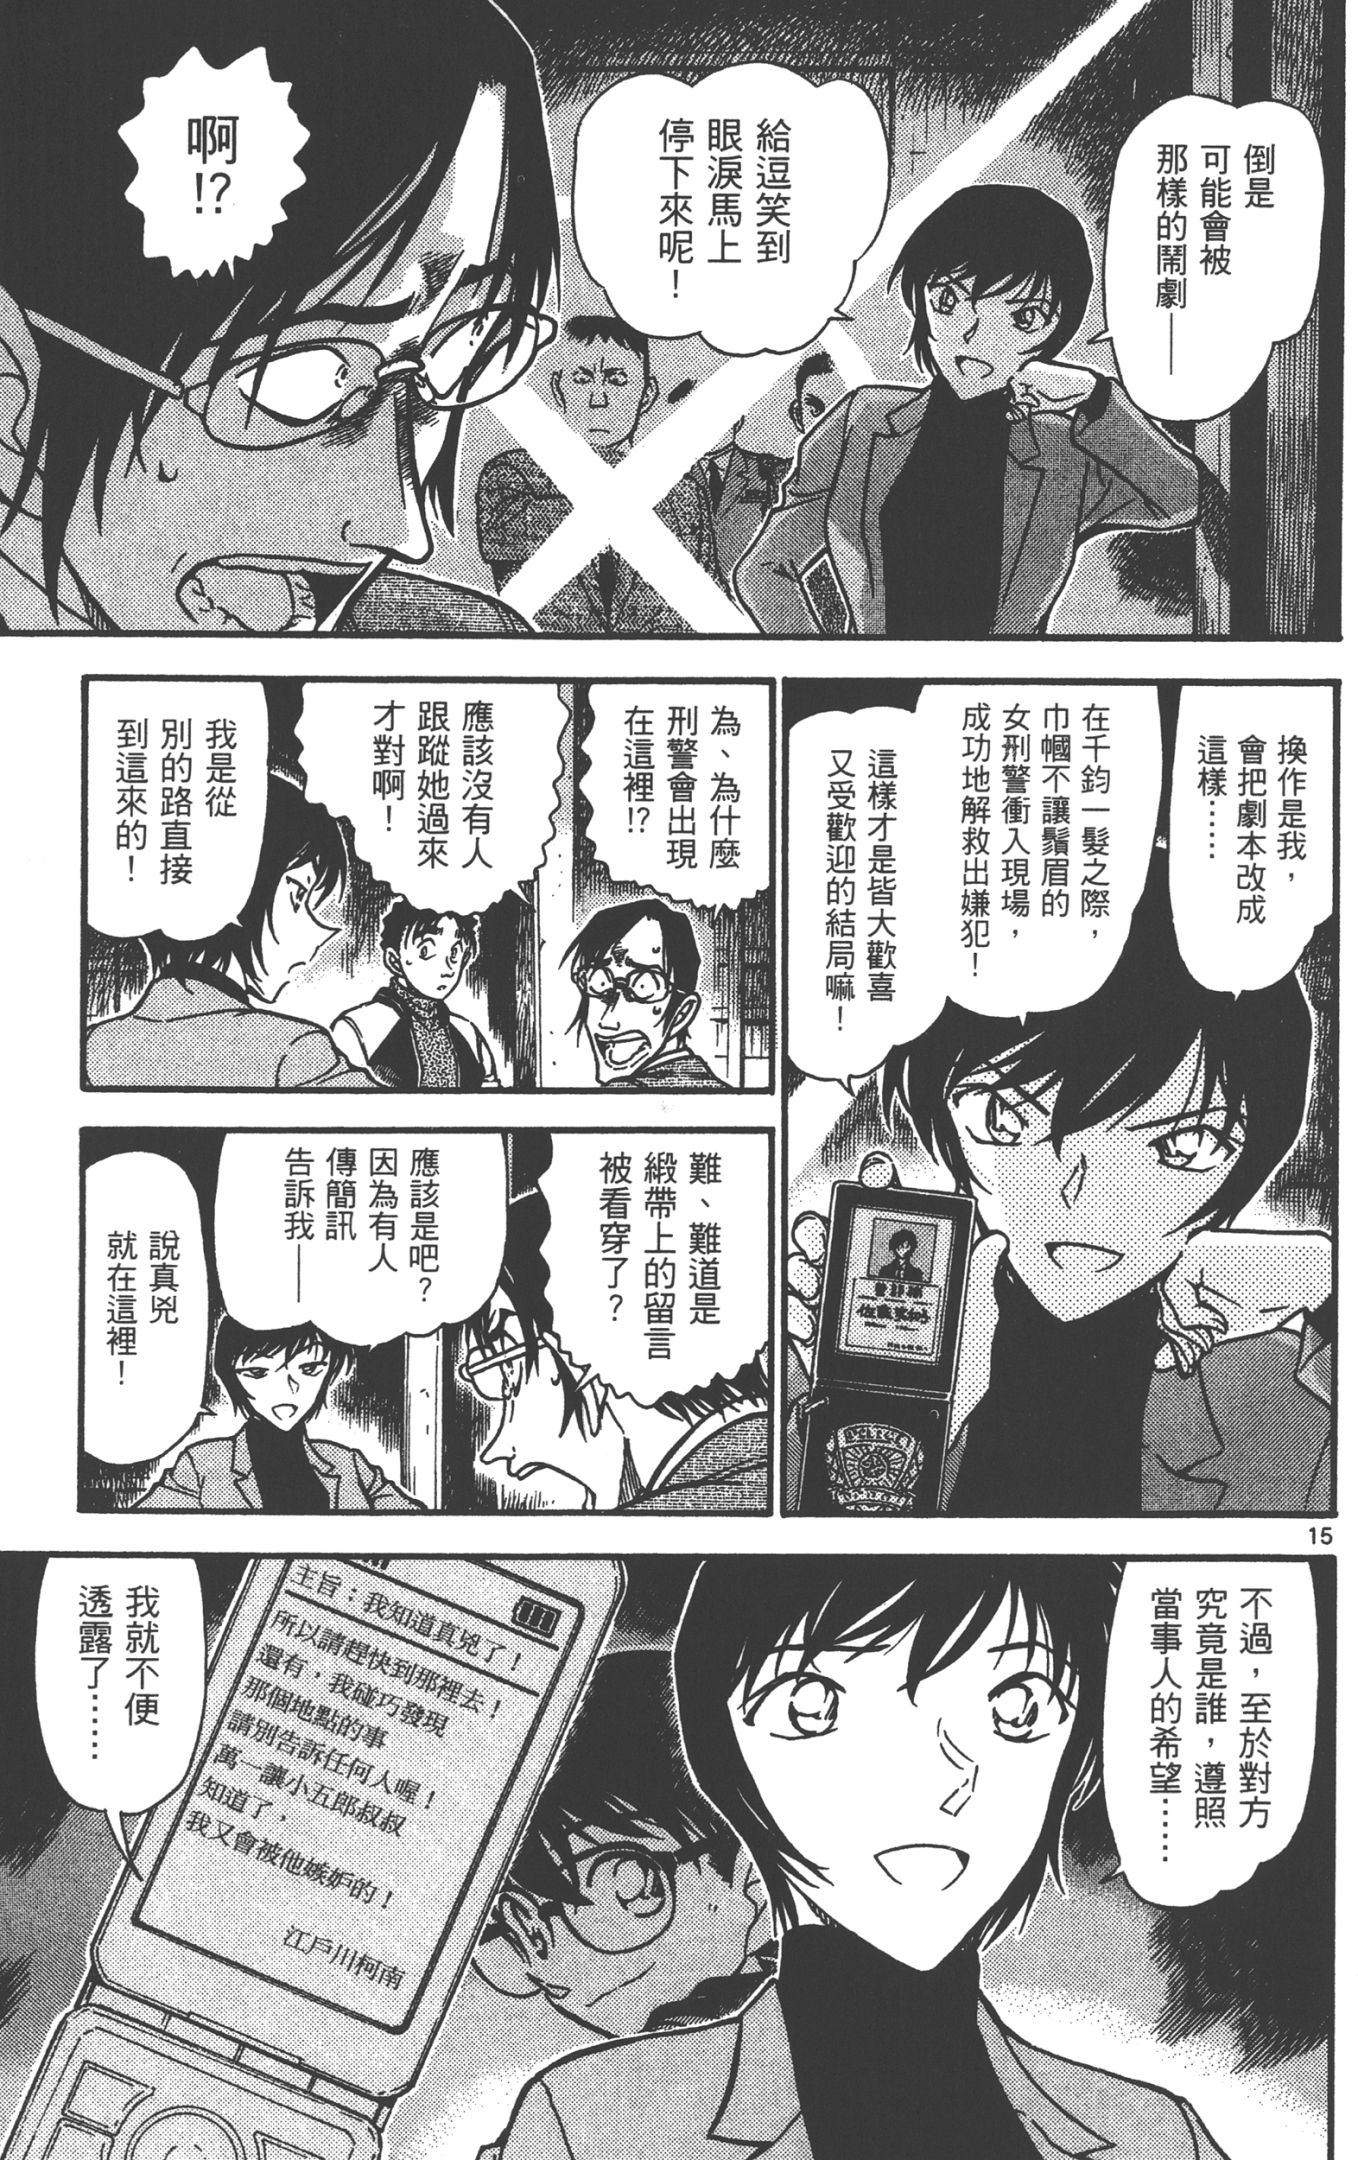 倒是
可能會被
那樣的鬧劇——
給逗笑到
眼淚馬上
停下來呢！
啊
!?
換作是我，
會把劇本改成
這樣……
在千鈞一髮之際，
巾幗不讓鬚眉的
女刑警衝入現場，
成功地解救出嫌犯！
這樣才是皆大歡喜
又受歡迎的結局嘛！
為、為什麼
刑警會出現
在這裡!?
應該沒有人
跟蹤她過來
才對啊！
我是從
別的路直接
到這來的！
難、難道是
緞帶上的留言
被看穿了？
應該是吧？
因為有人
傳簡訊
告訴我——
說真兇
就在這裡！
15
不過，至於對方
究竟是誰，遵照
當事人的希望……
主旨：我知道真兇了！
所以請趕快到那裡去！
還有，我碰巧發現
那個地點的事
請別告訴任何人喔！
萬一讓小五郎叔叔
知道了，
我又會被他嫉妒的！
江戶川柯南
我就不便
透露了……